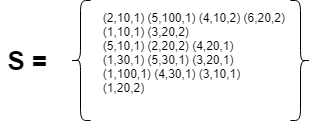 (2,10,1) (5,100,1) (4,10,2) (6,20,2)
(1,10,1) (3,20,2)
S = (5,10,1) (2,20,2) (4,20,1)
(1,30,1) (5,30,1) (3,20,1)
(1,100,1) (4,30,1) (3,10,1)
(1,20,2)